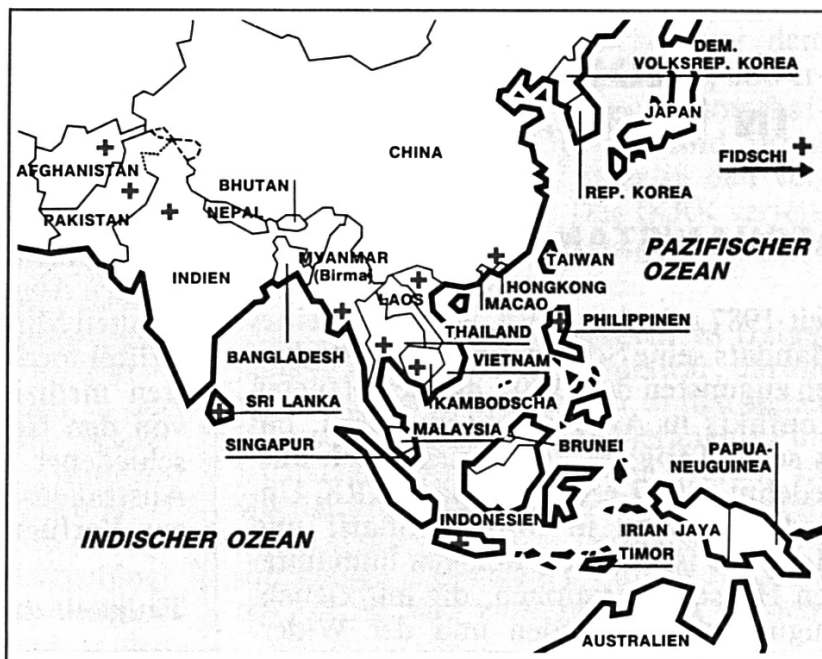 DEM.
VOLKSREP. KOREA
JAPAN
FIDSCHI
REP. KOREA
CHINA
AFGHANISTAN
PAKISTAN
NEPAL
BHUTAN
INDIEN
MYANMAR
(Birma)
LAOS
TAIWAN
HONGKONG
MACAO
PAZIFISCHER
OZEAN
THAILAND
PHILIPPINEN
BANGLADESH
VIETNAM
KAMBODSCHA
SRI LANKA
MALAYSIA
SINGAPUR
BRUNEI
PAPUA-
NEUGUINEA
INDONESIEN
IRIAN JAYA
TIMOR
INDISCHER OZEAN
AUSTRALIEN